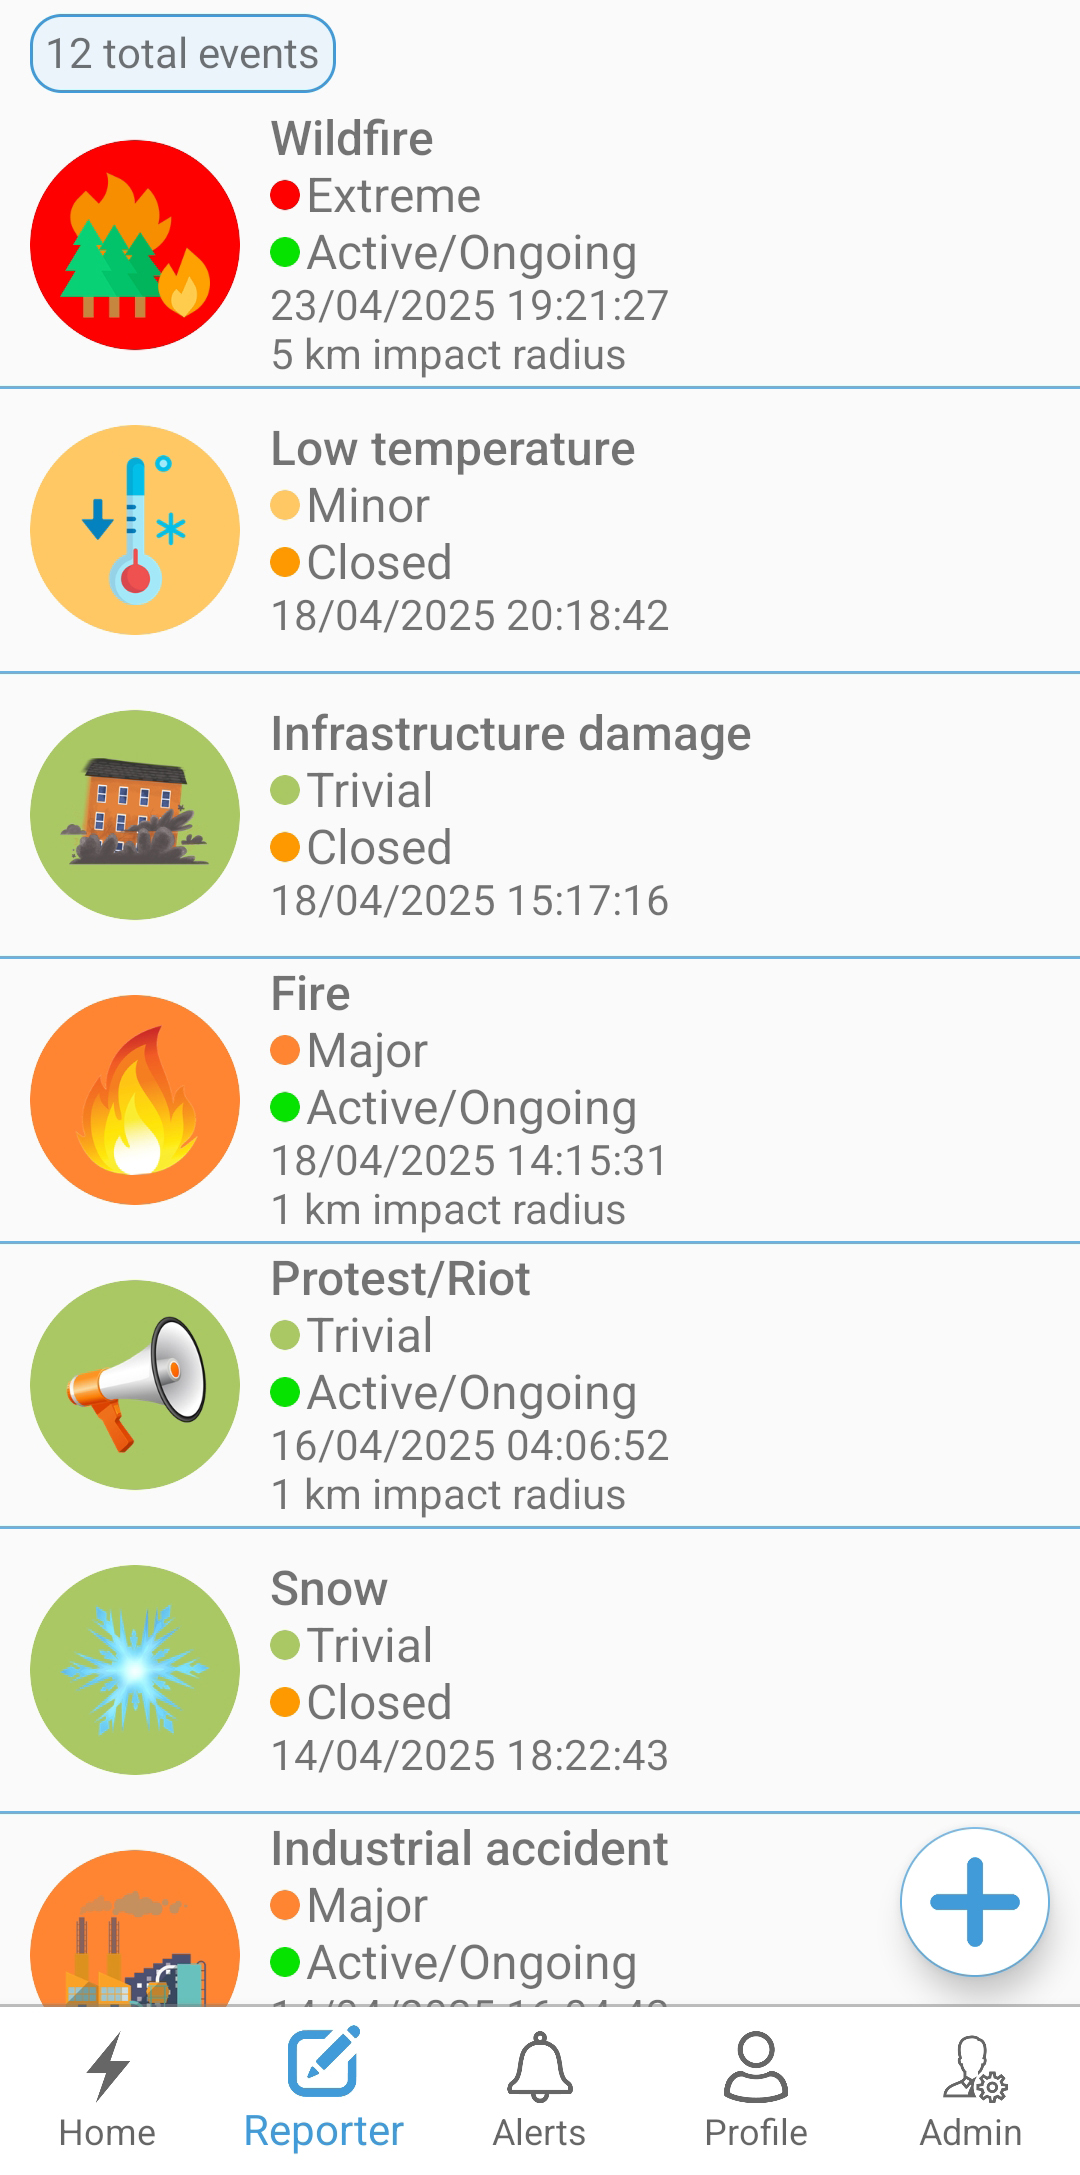 12 total events
Wildfire
Extreme
Active/Ongoing
23/04/2025 19:21:27
5 km impact radius
Low temperature
Minor
Closed
18/04/2025 20:18:42
Infrastructure damage
Trivial
Closed
18/04/2025 15:17:16
Fire
Major
Active/Ongoing
18/04/2025 14:15:31
1 km impact radius
Protest/Riot
Trivial
Active/Ongoing
16/04/2025 04:06:52
1 km impact radius
Snow
Trivial
Closed
14/04/2025 18:22:43
Industrial accident
Major
Active/Ongoing
Home
Reporter
Alerts
Profile
Admin